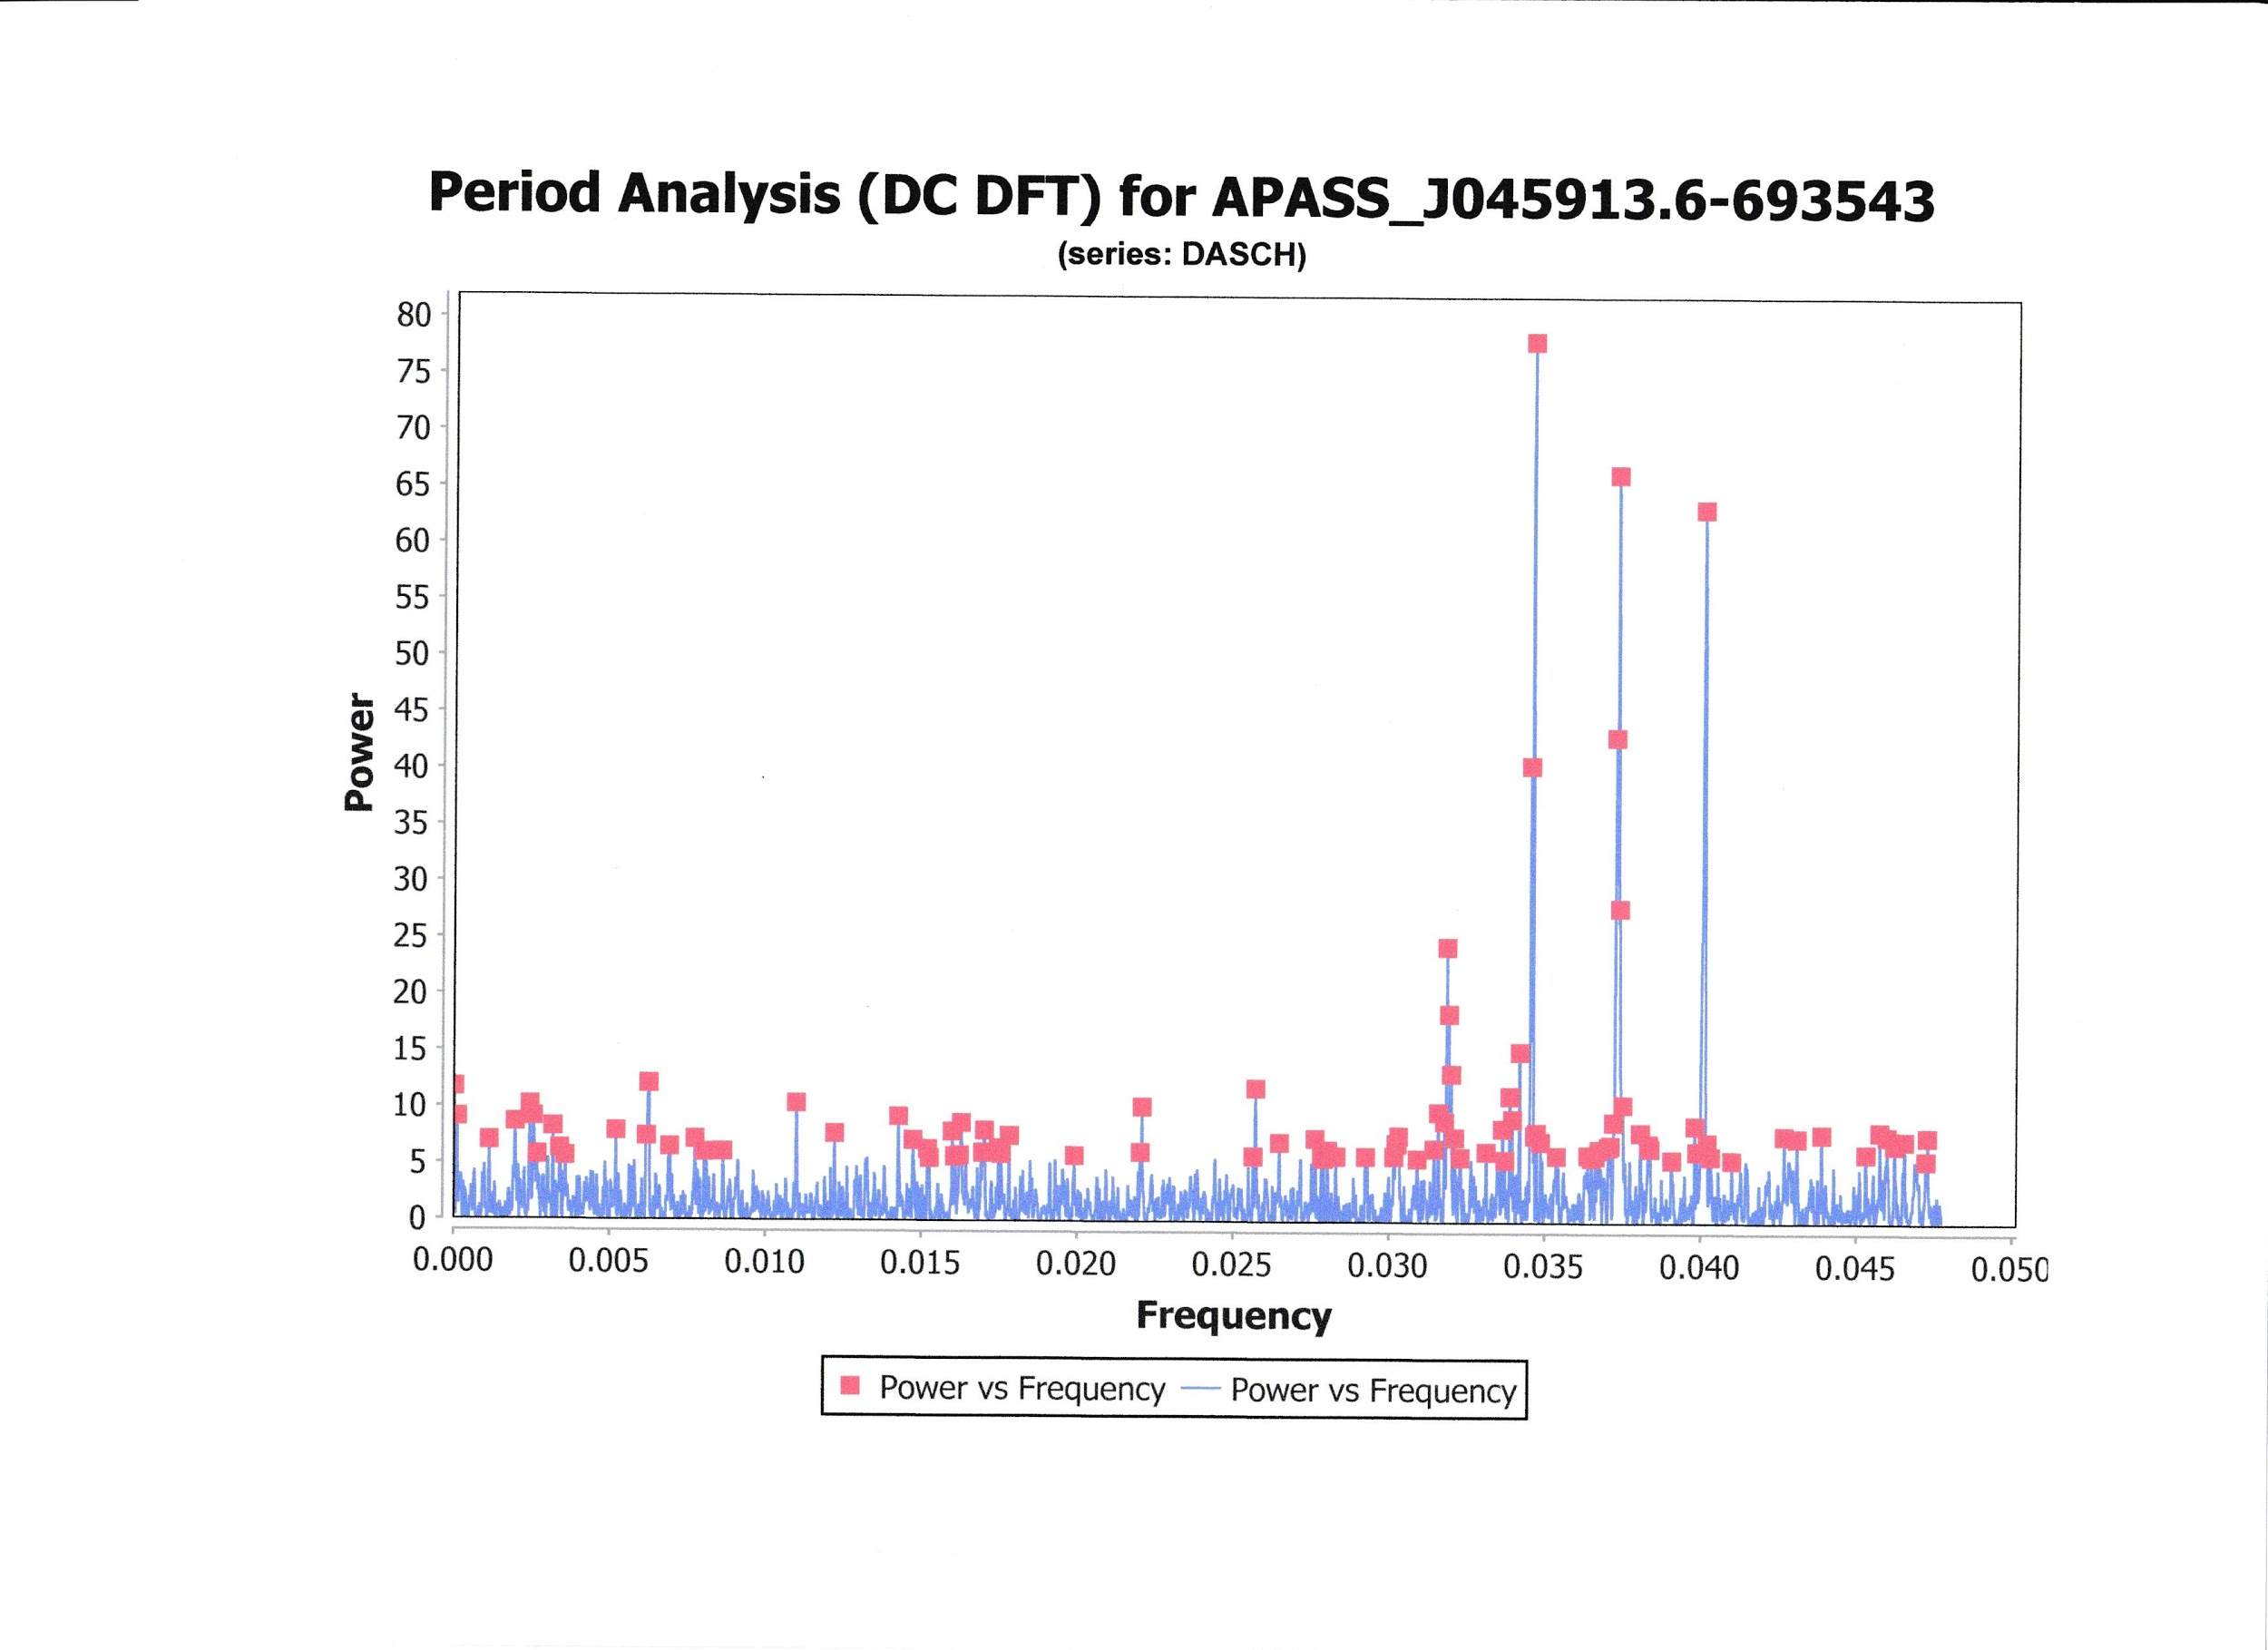 Period Analysis (DC DFT) for APASS_J045913.6-693543
(series: DASCH)
80
75
70
65
60
55
50
45
40
35
30
25
20
15
10
5
0
Power
0.000 0.005 0.010 0.015 0.020 0.025 0.030 0.035 0.040 0.045 0.050
Frequency
Power vs Frequency Power vs Frequency